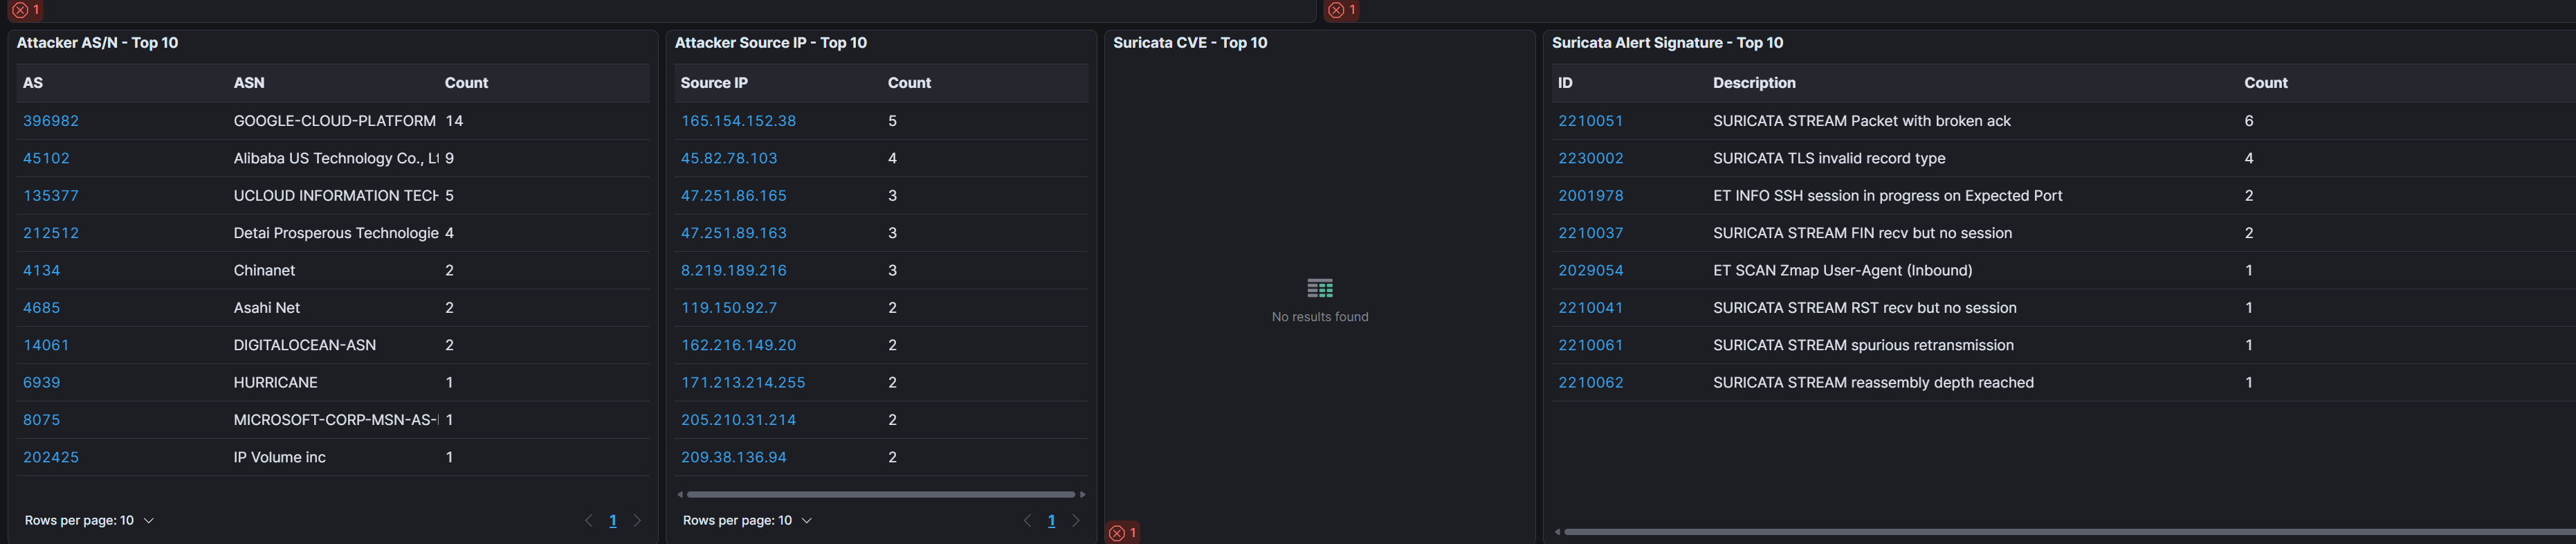 1
1
Attacker AS/N - Top 10
AS ASN Count
396982 GOOGLE-CLOUD-PLATFORM 14
45102 Alibaba US Technology Co., Lt 9
135377 UCLOUD INFORMATION TECH 5
212512 Detai Prosperous Technologie 4
4134 Chinanet 2
4685 Asahi Net 2
14061 DIGITALOCEAN-ASN 2
6939 HURRICANE 1
8075 MICROSOFT-CORP-MSN-AS- 1
202425 IP Volume inc 1
Rows per page: 10 1
Attacker Source IP - Top 10
Source IP Count
165.154.152.38 5
45.82.78.103 4
47.251.86.165 3
47.251.89.163 3
8.219.189.216 3
119.150.92.7 2
162.216.149.20 2
171.213.214.255 2
205.210.31.214 2
209.38.136.94 2
Rows per page: 10 1
Suricata CVE - Top 10
No results found
1
Suricata Alert Signature - Top 10
ID Description Count
2210051 SURICATA STREAM Packet with broken ack 6
2230002 SURICATA TLS invalid record type 4
2001978 ET INFO SSH session in progress on Expected Port 2
2210037 SURICATA STREAM FIN recv but no session 2
2029054 ET SCAN Zmap User-Agent (Inbound) 1
2210041 SURICATA STREAM RST recv but no session 1
2210061 SURICATA STREAM spurious retransmission 1
2210062 SURICATA STREAM reassembly depth reached 1